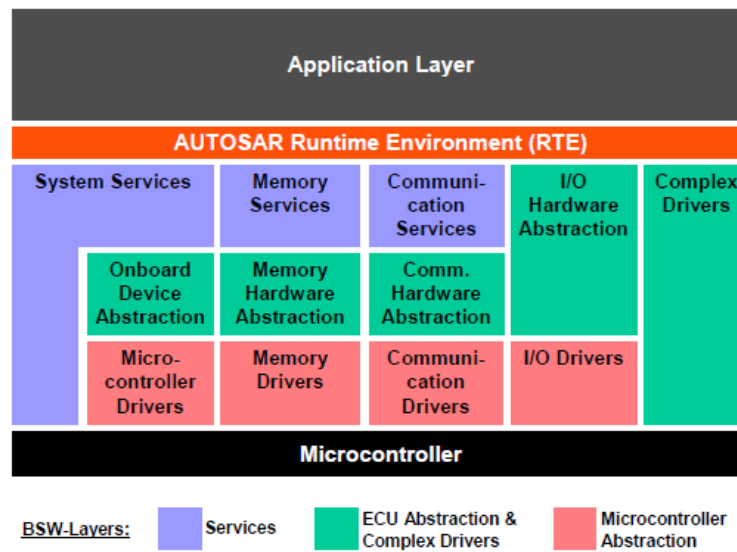 Application Layer
AUTOSAR Runtime Environment (RTE)
System Services
Memory
Services
Communi-
cation
Services
I/O
Hardware
Abstraction
Complex
Drivers
Onboard
Device
Abstraction
Memory
Hardware
Abstraction
Comm.
Hardware
Abstraction
Micro-
controller
Drivers
Memory
Drivers
Communi-
cation
Drivers
I/O Drivers
Microcontroller
BSW-Layers:
Services
ECU Abstraction &
Complex Drivers
Microcontroller
Abstraction